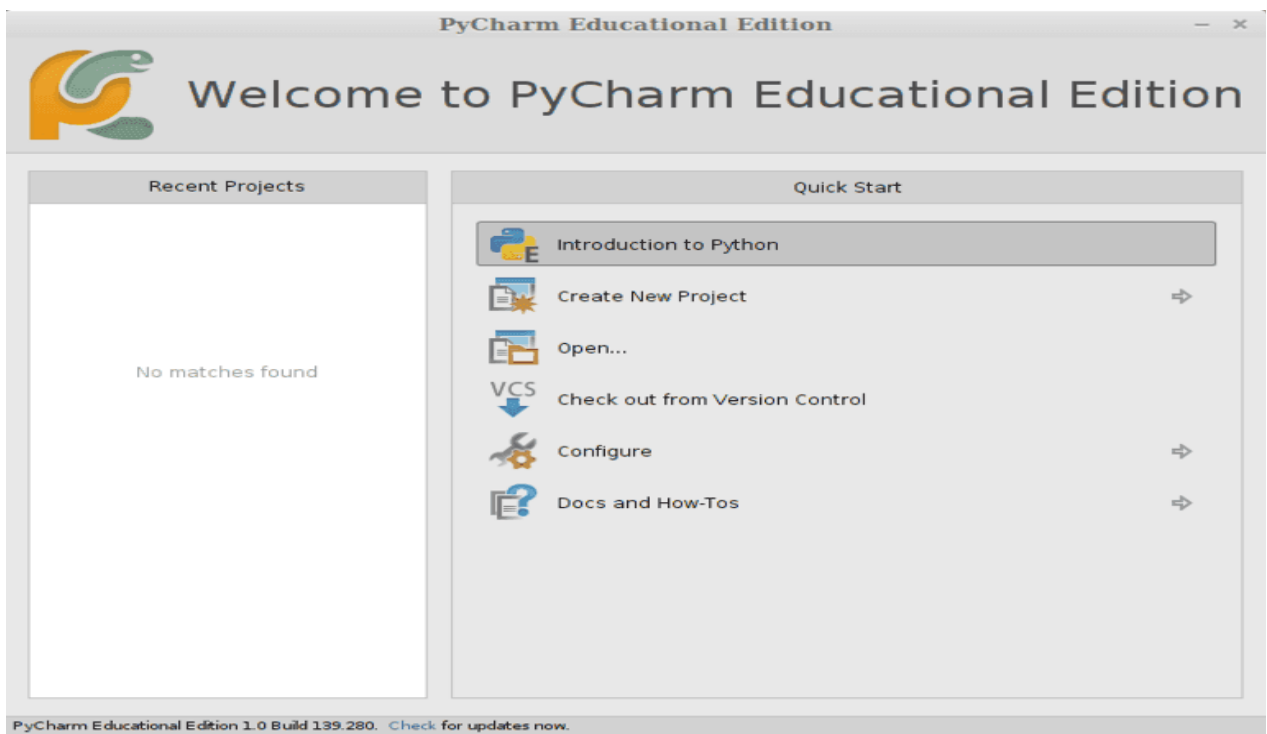 PyCharm Educational Edition
Welcome to PyCharm Educational Edition
Recent Projects
No matches found
Quick Start
Introduction to Python
Create New Project
Open...
VCS
Check out from Version Control
Configure
Docs and How-Tos
PyCharm Educational Edition 1.0 Build 139.280. Check for updates now.